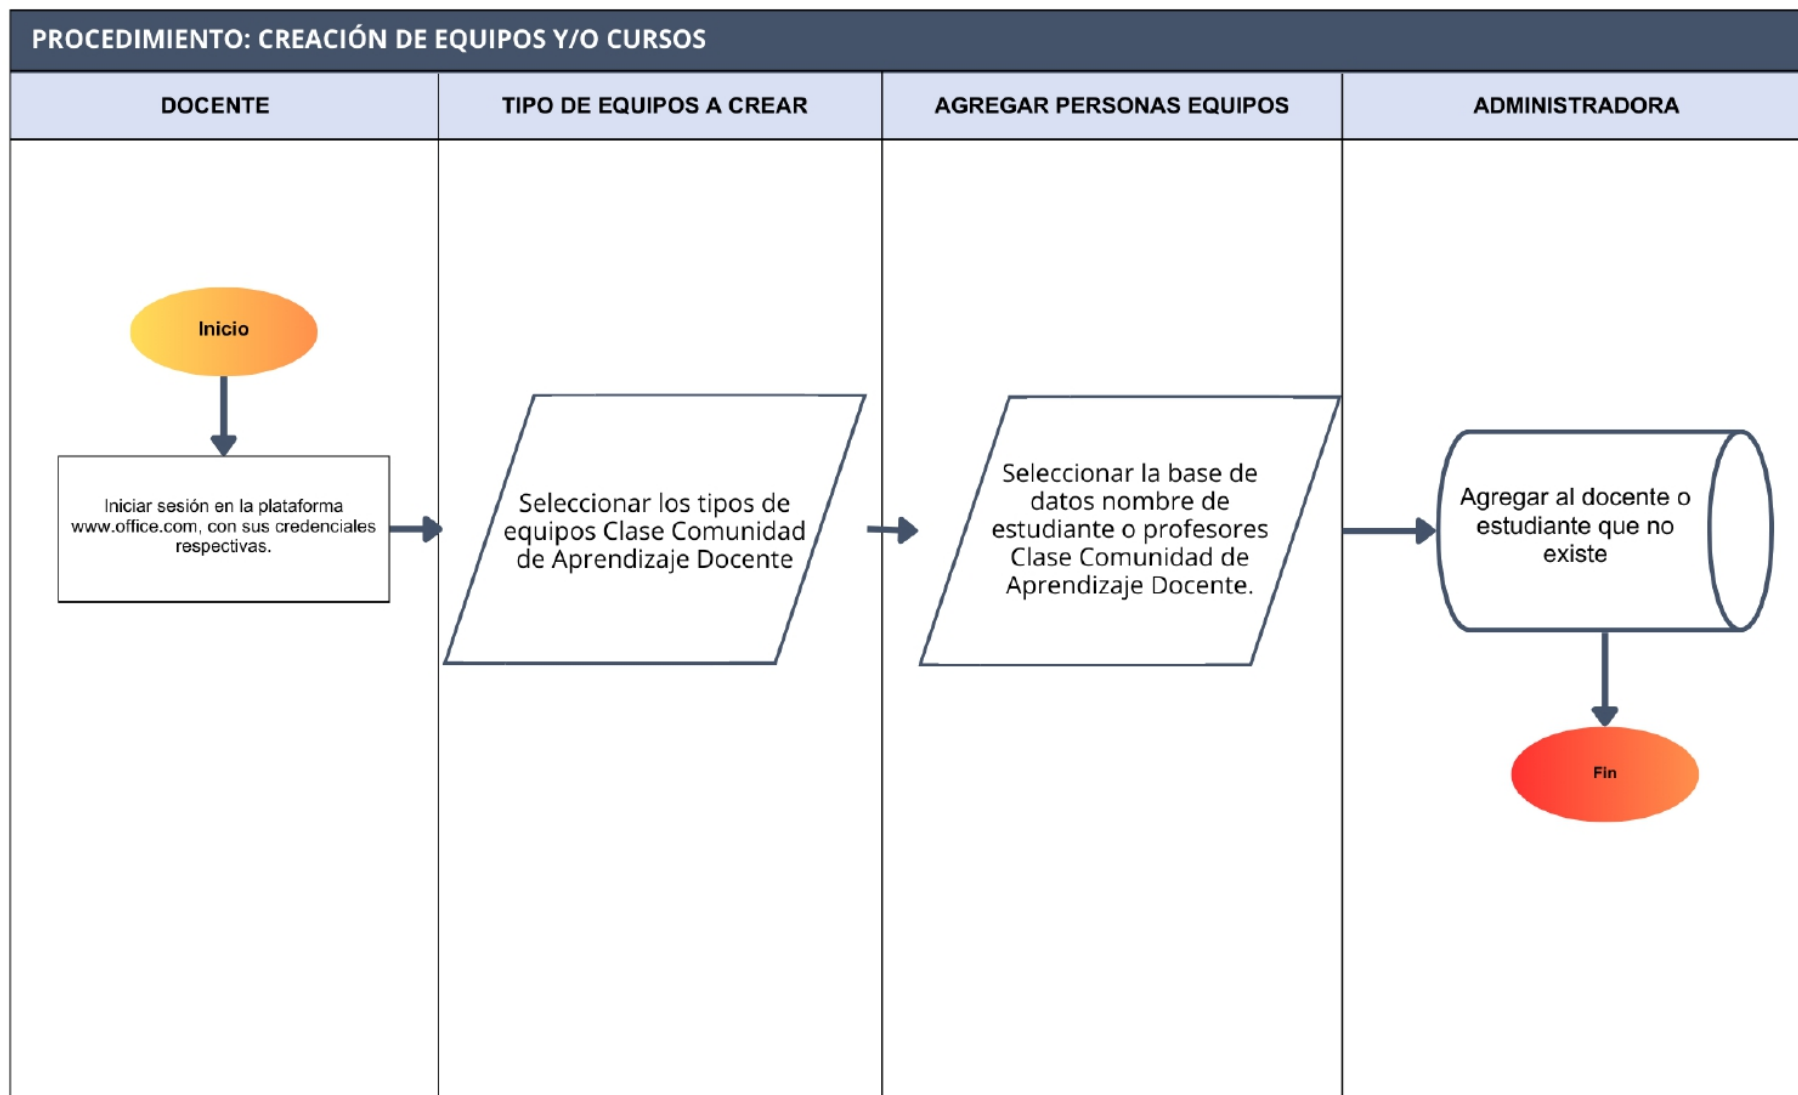 PROCEDIMIENTO: CREACIÓN DE EQUIPOS Y/O CURSOS
DOCENTE
TIPO DE EQUIPOS A CREAR
AGREGAR PERSONAS EQUIPOS
ADMINISTRADORA
Inicio
Iniciar sesión en la plataforma
www.office.com, con sus credenciales
respectivas.
Seleccionar los tipos de
equipos Clase Comunidad
de Aprendizaje Docente
Seleccionar la base de
datos nombre de
estudiante o profesores
Clase Comunidad de
Aprendizaje Docente.
Agregar al docente o
estudiante que no
existe
Fin